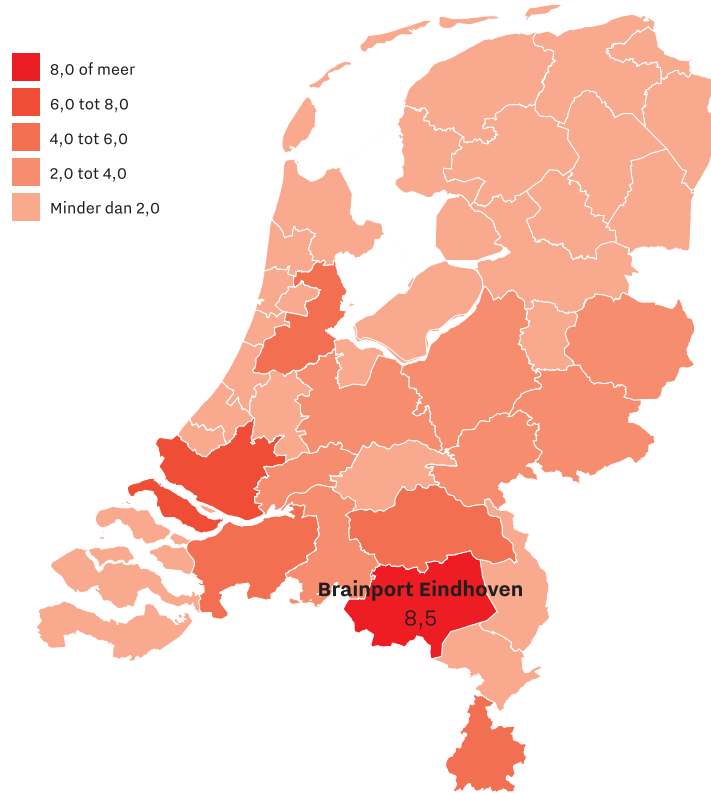 8,0 of meer
6,0 tot 8,0
4,0 tot 6,0
2,0 tot 4,0
Minder dan 2,0
Brainport Eindhoven
8,5